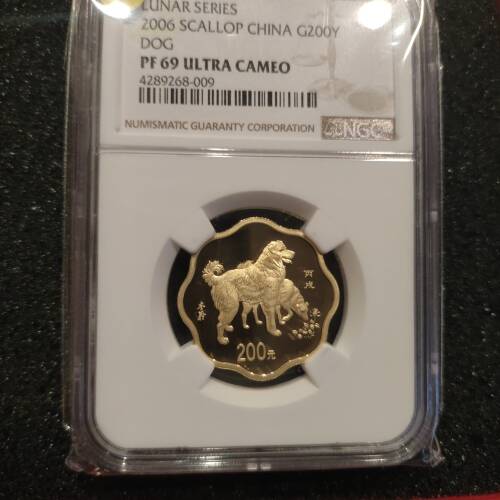 LUNAR SERIES
2006 SCALLOP CHINA G200Y
DOG
PF 69 ULTRA CAMEO
4289268-009
NUMISMATIC GUARANTY CORPORATION
NGC
丙
戌
200元